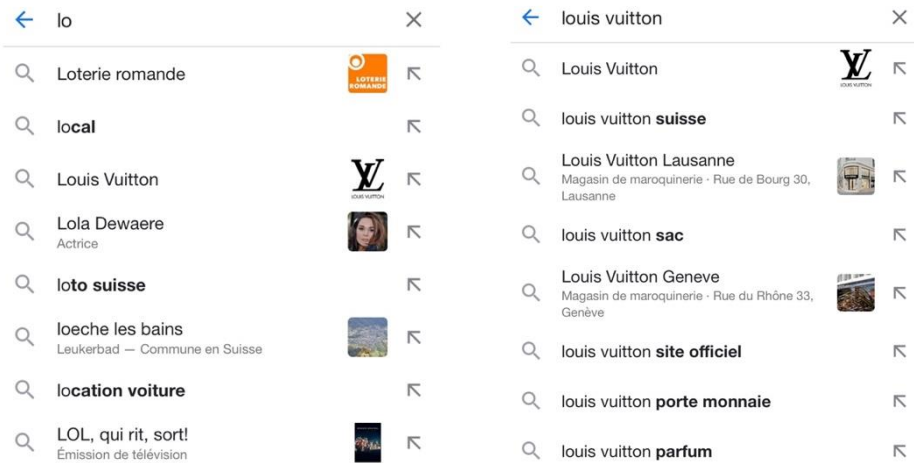 lo
Loterie romande
LOTERIE
ROMANDE
local
Louis Vuitton
LV
LOUIS VUITTON
Lola Dewaere
Actrice
loto suisse
loeche les bains
Leukerbad — Commune en Suisse
location voiture
LOL, qui rit, sort!
Émission de télévision
louis vuitton
Louis Vuitton
LV
LOUIS VUITTON
louis vuitton suisse
Louis Vuitton Lausanne
Magasin de maroquinerie · Rue de Bourg 30,
Lausanne
louis vuitton sac
Louis Vuitton Geneve
Magasin de maroquinerie · Rue du Rhône 33,
Genève
louis vuitton site officiel
louis vuitton porte monnaie
louis vuitton parfum